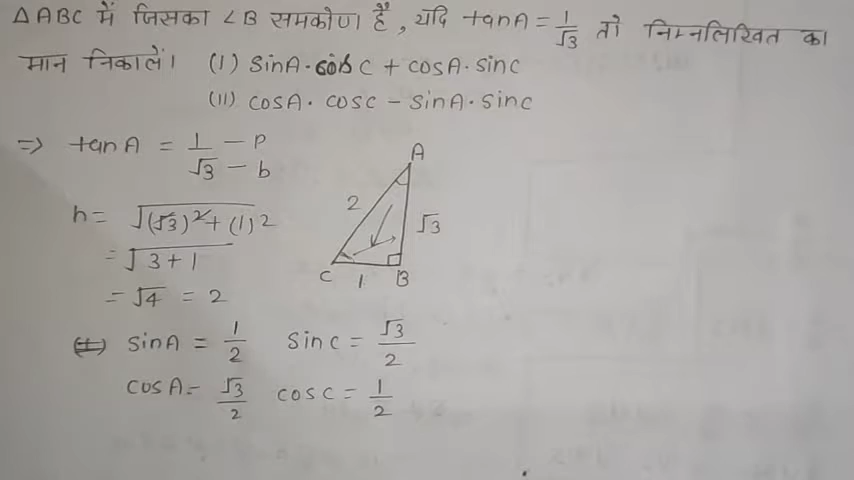 △ABC में जिसका ∠B समकोण हैं, यदि tanA = 1/√3 तो निम्नलिखित का
मान निकालें। (I) sinA·cosC + cosA·sinC
(II) cosA·cosC − sinA·sinC
⇒ tanA = 1/√3 – p/b
h = √(√3)² + (1)2
= √3+1
= √4 = 2
A
2
√3
C 1 B
sinA = 1/2 sinC = √3/2
cosA = √3/2 cosC = 1/2